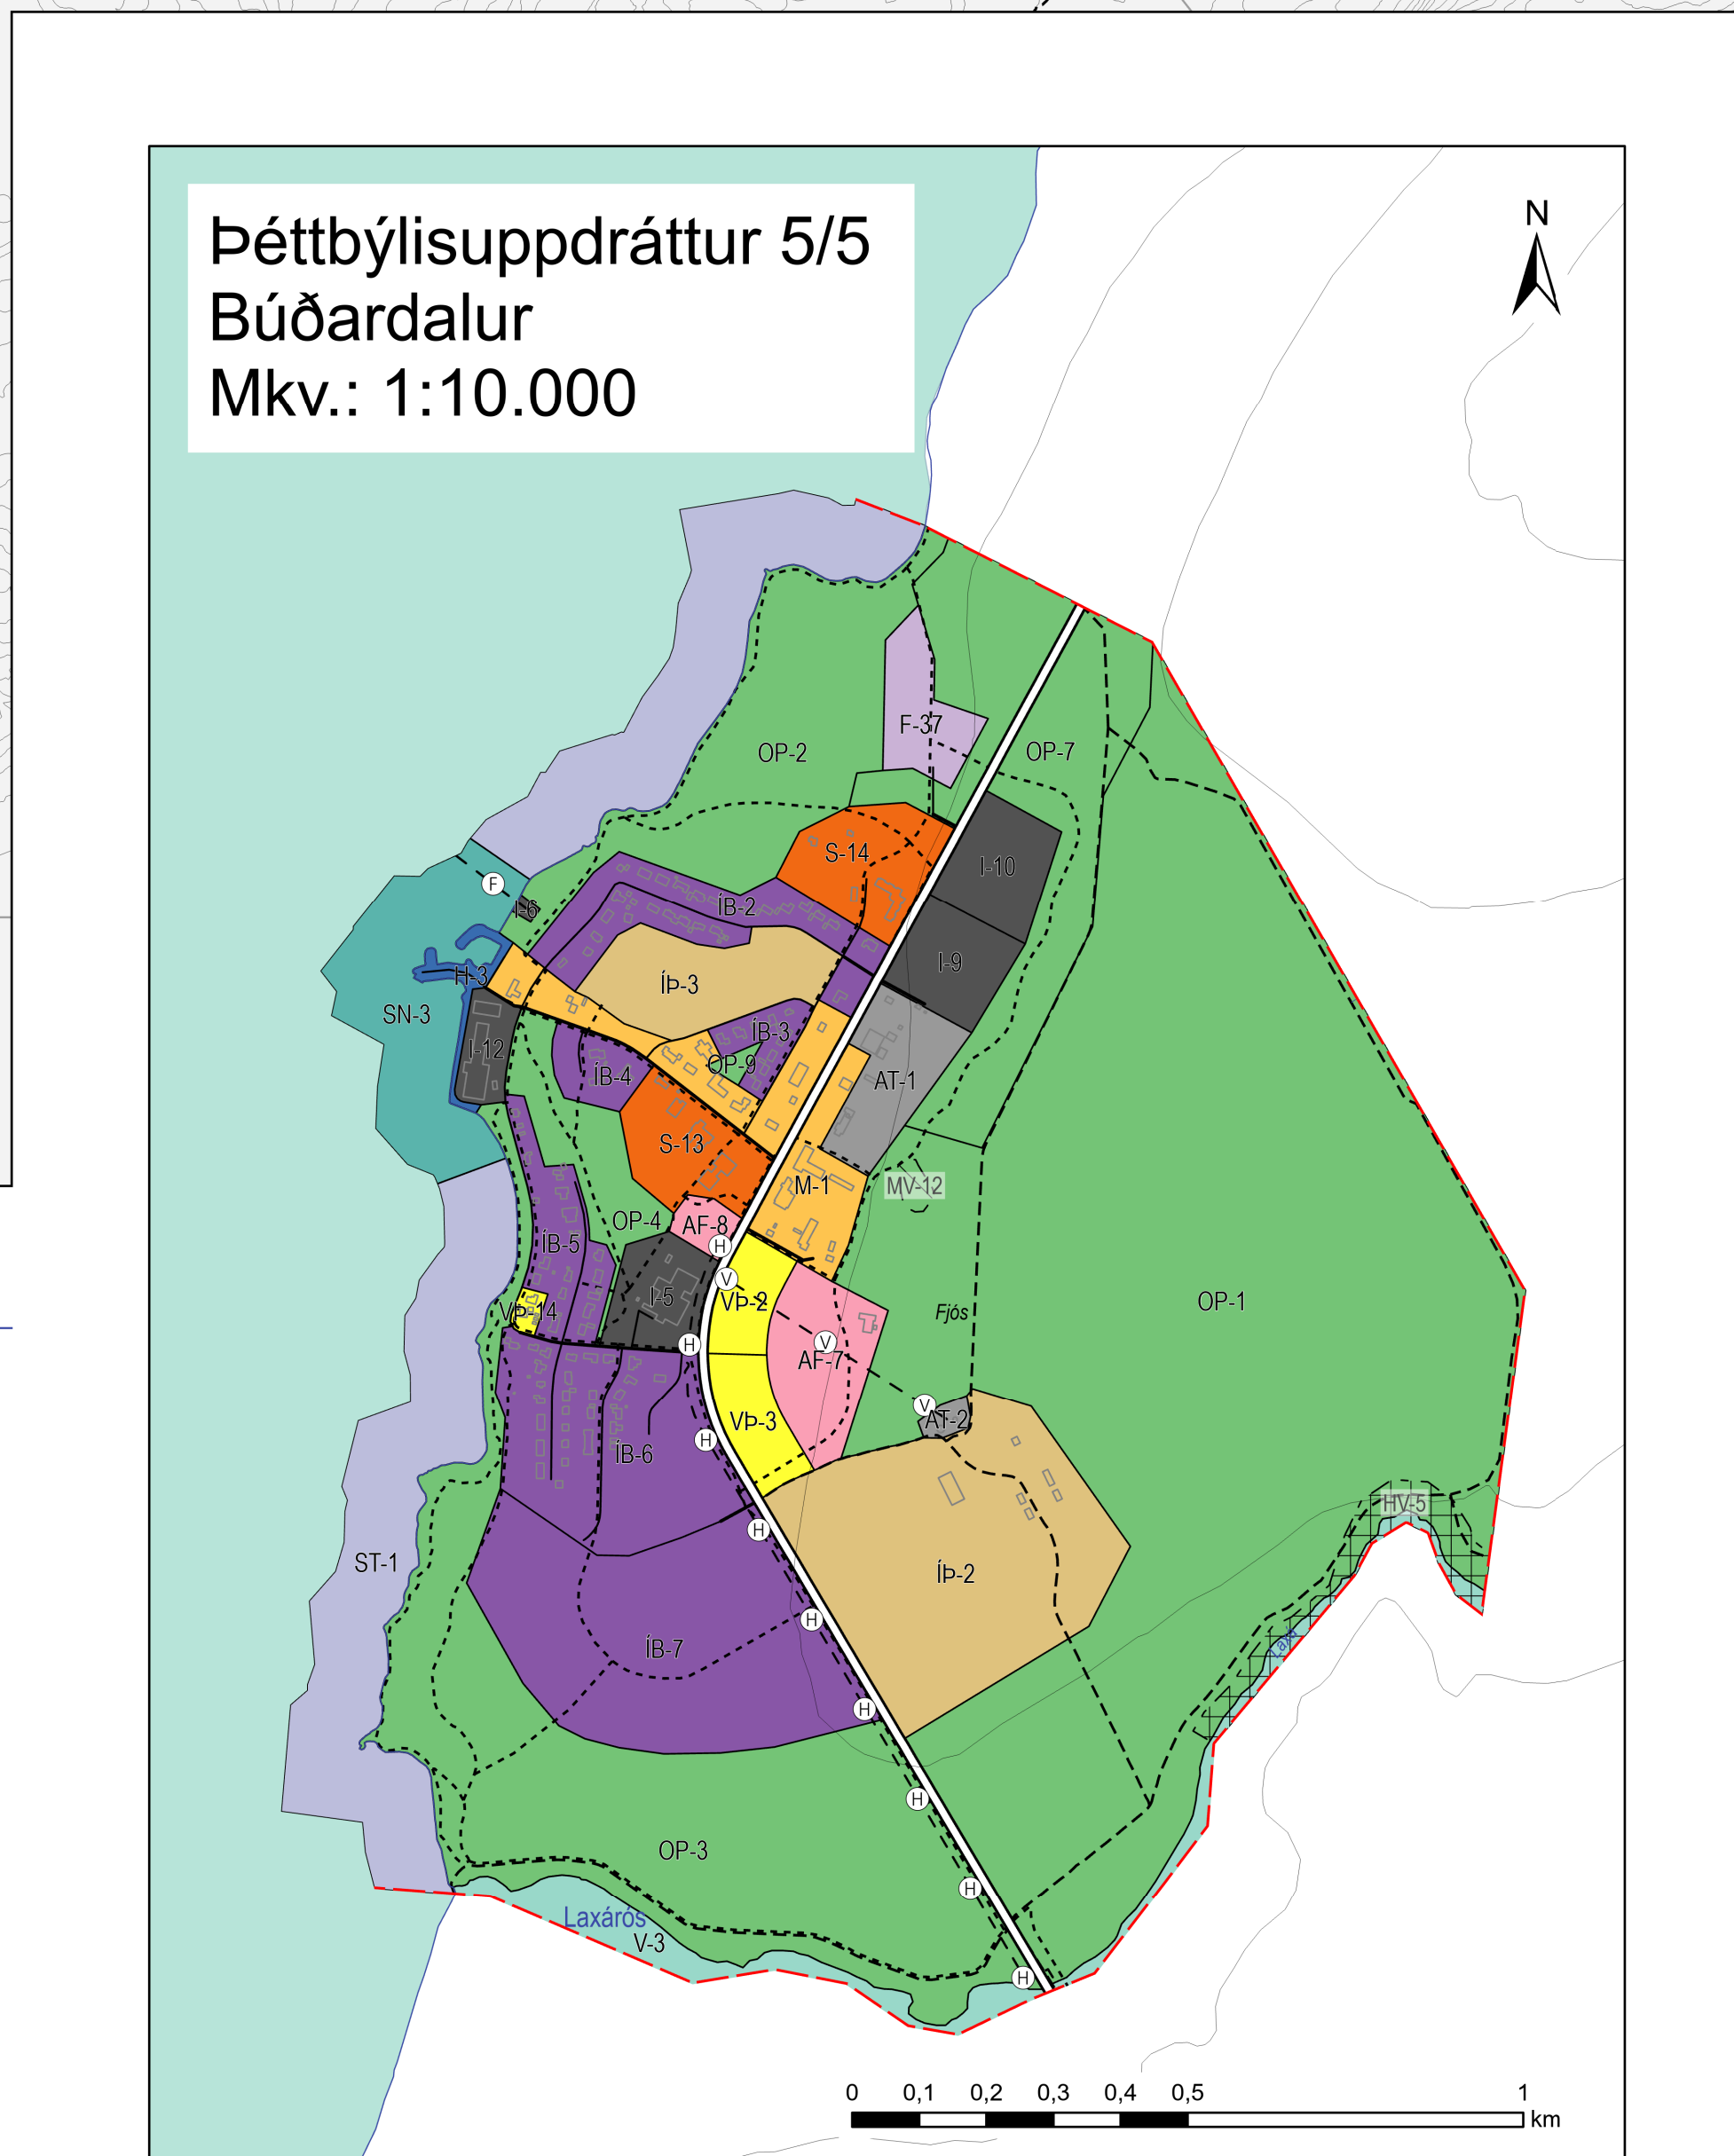 Þéttbýlisuppdráttur 5/5
Búðardalur
Mkv.: 1:10.000
N
F-37
OP-2
OP-7
S-14
I-10
F
ÍB-2
I-6
I-9
H-3
ÍÞ-3
SN-3
ÍB-3
I-12
OP-9
ÍB-4
AT-1
S-13
M-1
MV-12
OP-4
AF-8
ÍB-5
H
V
I-5
VÞ-2
OP-1
VÞ-14
Fjós
H
V
AF-7
V
AT-2
VÞ-3
H
ÍB-6
HV-5
H
ST-1
ÍÞ-2
H
ÍB-7
Laxá
H
H
OP-3
H
Laxárós
V-3
H
0 0,1 0,2 0,3 0,4 0,5 1
km